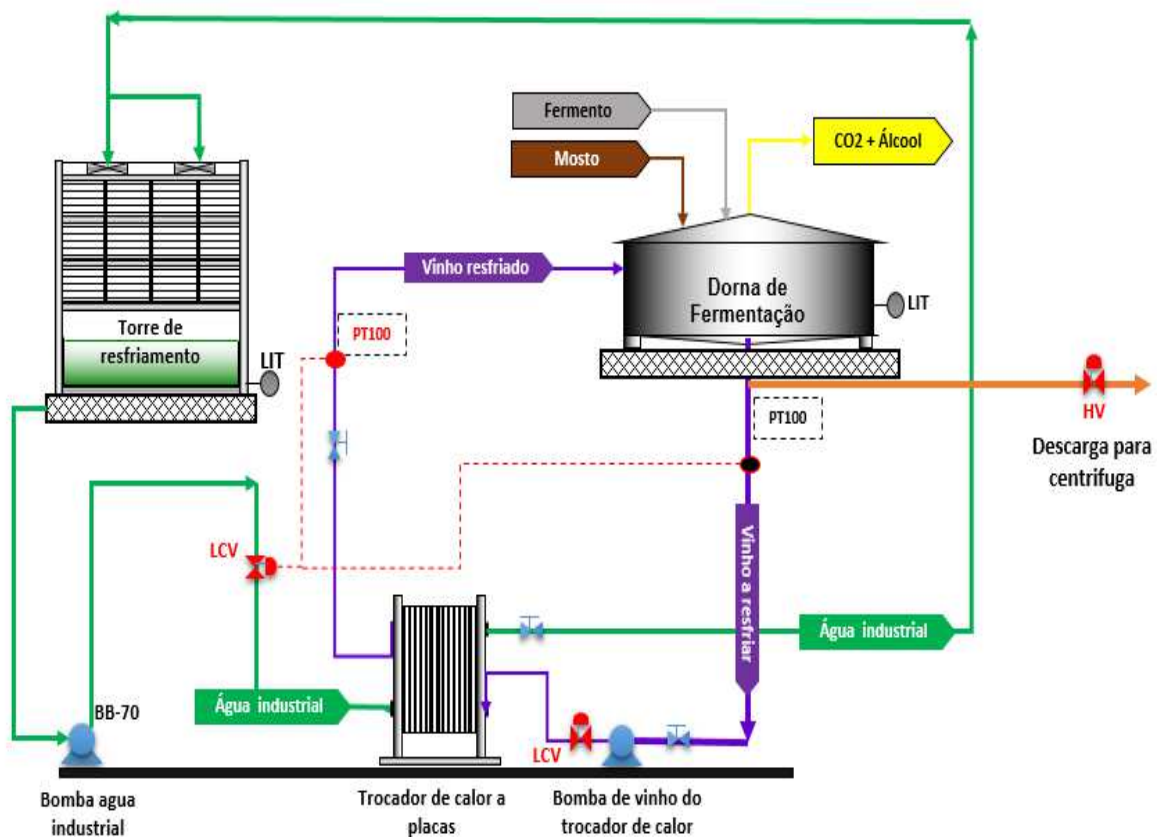 Fermento
CO2 + Álcool
Mosto
Vinho resfriado
Dorna de
Fermentação
LIT
Torre de
resfriamento
LIT
PT100
PT100
HV
Descarga para
centrifuga
LCV
Vinho a resfriar
Água industrial
Água industrial
BB-70
LCV
Bomba agua
industrial
Trocador de calor a
placas
Bomba de vinho do
trocador de calor